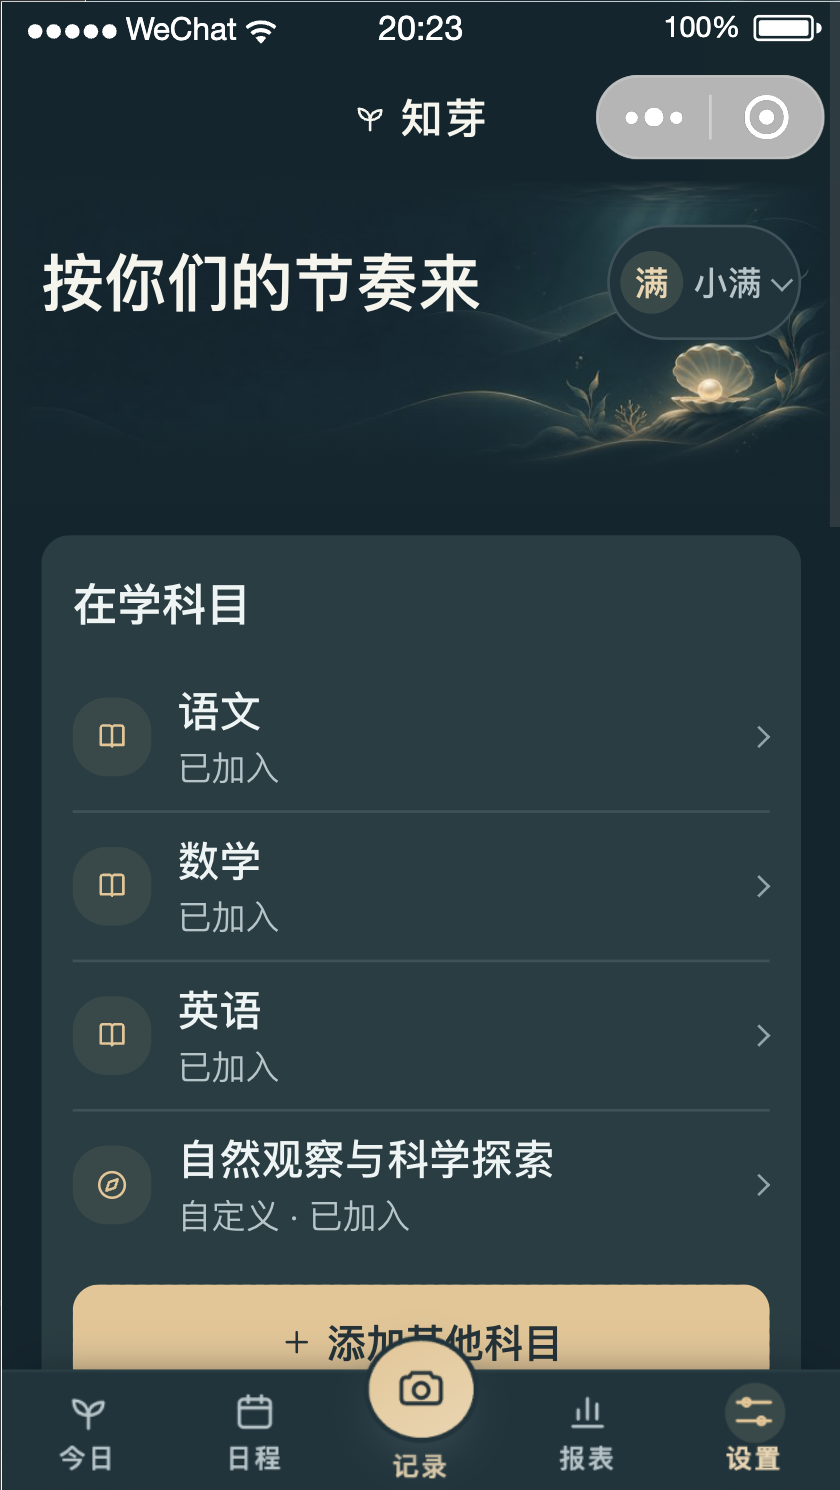 WeChat 20:23 100%
知芽
按你们的节奏来
满 小满
在学科目
语文
已加入
数学
已加入
英语
已加入
自然观察与科学探索
自定义 · 已加入
+ 添加其他科目
今日 日程 记录 报表 设置